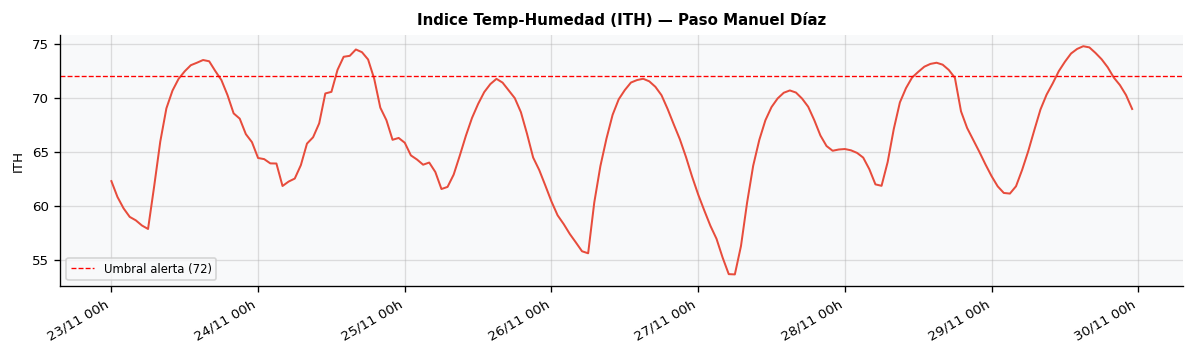 Indice Temp-Humedad (ITH) — Paso Manuel Díaz
75
70
65
60
55
ITH
Umbral alerta (72)
23/11 00h
24/11 00h
25/11 00h
26/11 00h
27/11 00h
28/11 00h
29/11 00h
30/11 00h